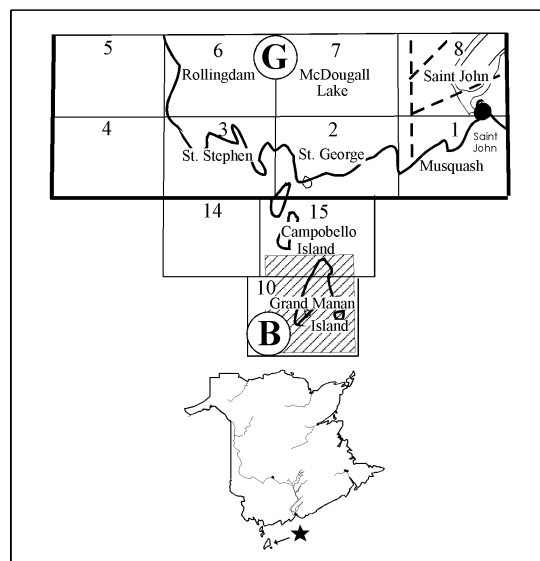 5
6
G
7
8
Rollingdam
McDougall
Lake
Saint John
4
3
2
1
St. Stephen
St. George
Musquash
Saint
John
14
15
Campobello
Island
10
Grand Manan
Island
B